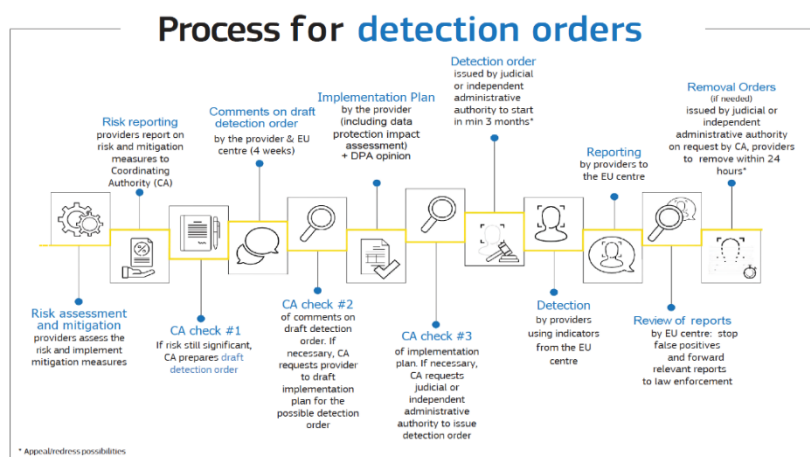 Process for detection orders
Risk assessment
and mitigation
providers assess the
risk and implement
mitigation measures
Risk reporting
providers report on
risk and mitigation
measures to
Coordinating
Authority (CA)
CA check #1
If risk still significant,
CA prepares draft
detection order
Comments on draft
detection order
by the provider & EU
centre (4 weeks)
CA check #2
of comments on
draft detection order. If
necessary, CA
requests provider to
draft implementation
plan for the
possible detection
order
Implementation Plan
by the provider
(including data
protection impact
assessment)
+ DPA opinion
CA check #3
of implementation
plan. If necessary,
CA requests
judicial or
independent
administrative
authority to issue
detection order
Detection order
issued by judicial
or independent
administrative
authority to start
in min 3 months*
Detection
by providers
using indicators
from the EU
centre
Reporting
by providers to
the EU centre
Review of reports
by EU centre: stop
false positives
and forward
relevant reports
to law enforcement
Removal Orders
(if needed)
issued by judicial or
independent
administrative authority
on request by CA, providers
to remove within 24
hours*
* Appeal/redress possibilities